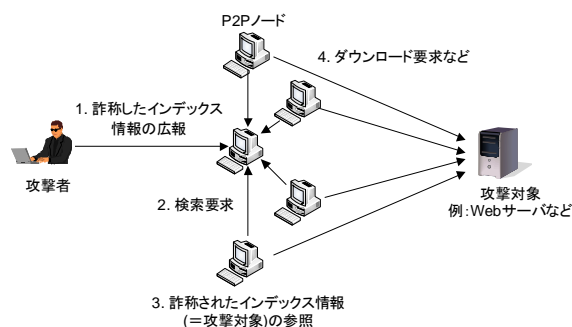 P2Pノード
4. ダウンロード要求など
1. 詐称したインデックス
情報の広報
攻撃者
2. 検索要求
攻撃対象
例:Webサーバなど
3. 詐称されたインデックス情報
(=攻撃対象)の参照